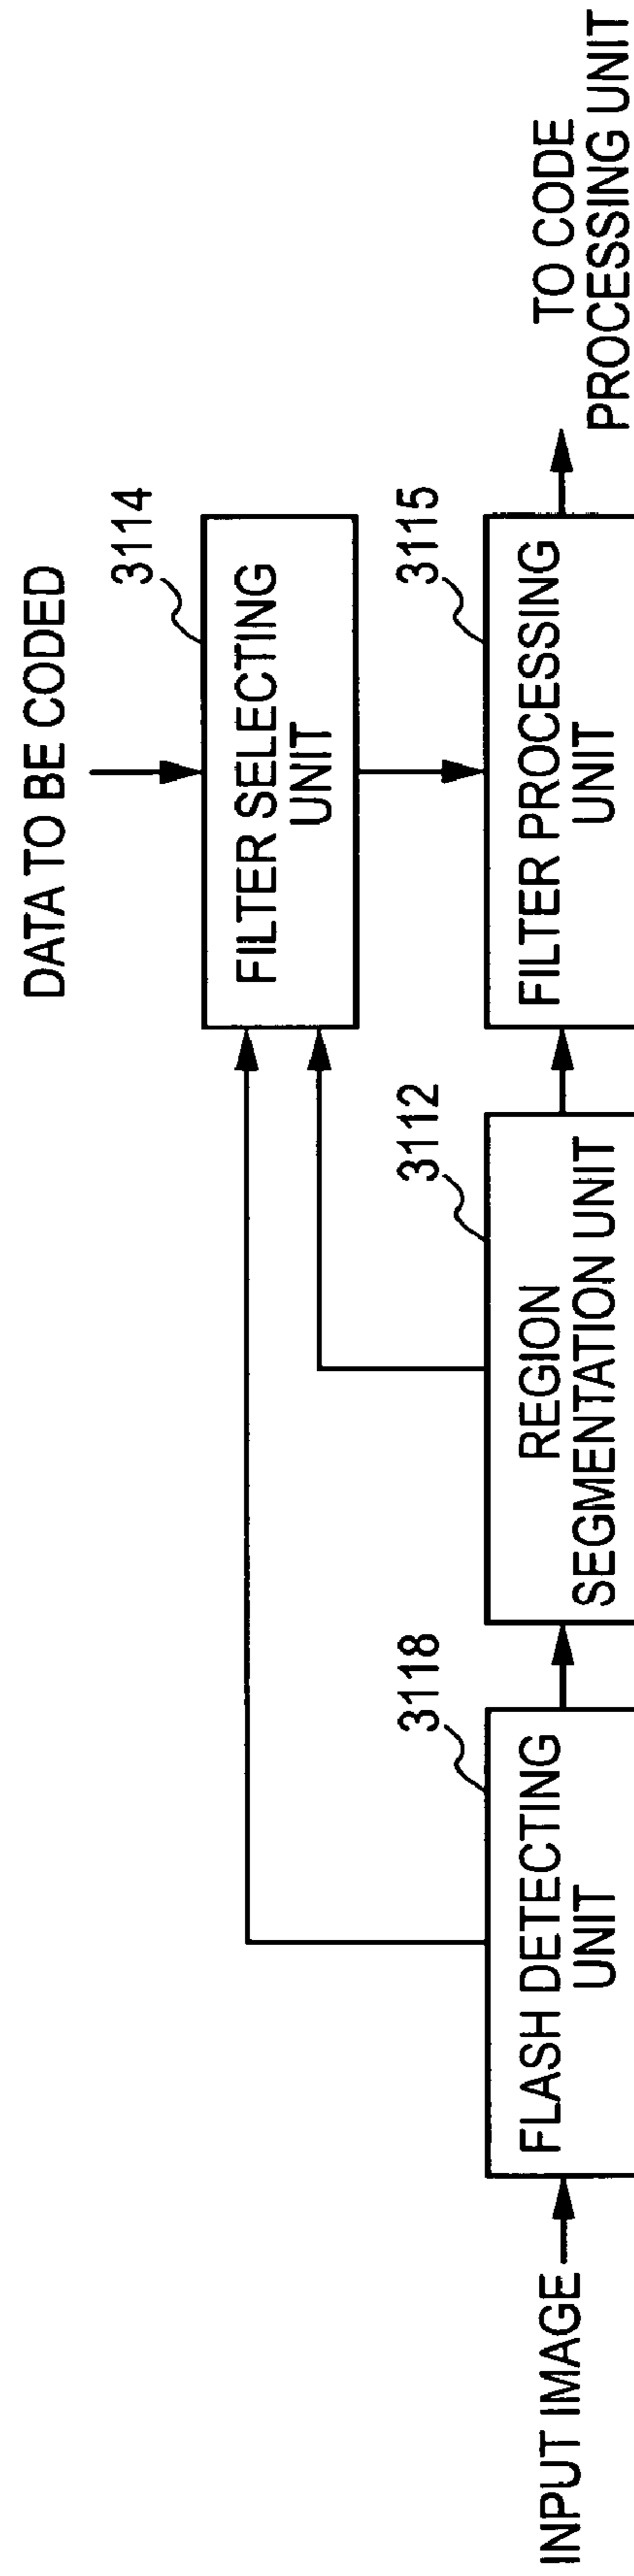 DATA TO BE CODED
3114
FILTER SELECTING
UNIT
INPUT IMAGE
3118
FLASH DETECTING
UNIT
3112
REGION
SEGMENTATION UNIT
3115
FILTER PROCESSING
UNIT
TO CODE
PROCESSING UNIT